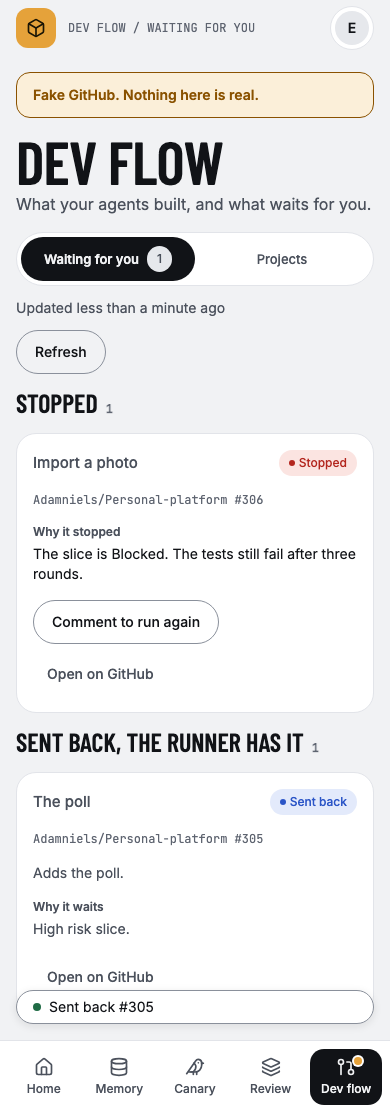 DEV FLOW / WAITING FOR YOU
E
Fake GitHub. Nothing here is real.
DEV FLOW
What your agents built, and what waits for you.
Waiting for you 1
Projects
Updated less than a minute ago
Refresh
STOPPED 1
Import a photo
Stopped
Adamniels/Personal-platform #306
Why it stopped
The slice is Blocked. The tests still fail after three
rounds.
Comment to run again
Open on GitHub
SENT BACK, THE RUNNER HAS IT 1
The poll
Sent back
Adamniels/Personal-platform #305
Adds the poll.
Why it waits
High risk slice.
Open on GitHub
Sent back #305
Home
Memory
Canary
Review
Dev flow